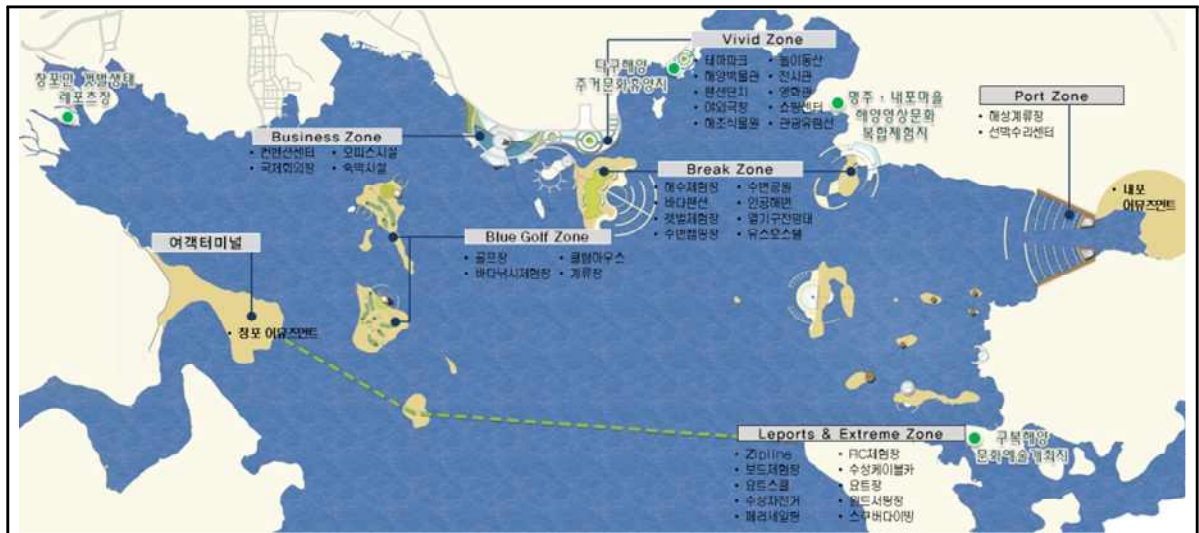 창포만 갯벌생태
레포츠장
Business Zone
• 컨벤션센터 • 오피스시설
• 국제회의장 • 숙박시설
다구해양
주거문화휴양지
Vivid Zone
• 테마파크 • 놀이동산
• 해양박물관 • 전시관
• 펜션단지 • 영화관
• 야외극장 • 쇼핑센터
• 해조식물원 • 관광유람선
명주 · 내포마을
해양영상문화
복합체험지
Port Zone
• 해상계류장
• 선박수리센터
내포
어뮤즈먼트
Break Zone
• 해수체험장 • 수변공원
• 바다펜션 • 인공해변
• 갯벌체험장 • 열기구전망대
• 수변캠핑장 • 유스호스텔
여객터미널
• 창포 어뮤즈먼트
Blue Golf Zone
• 골프장 • 클럽하우스
• 바다낚시체험장 • 계류장
Leports & Extreme Zone
• Zipline • RC체험장
• 보드체험장 • 수상케이블카
• 요트스쿨 • 요트장
• 수상자전거 • 윈드서핑장
• 페러세일링 • 스쿠버다이빙
구복해양
문화예술개최지